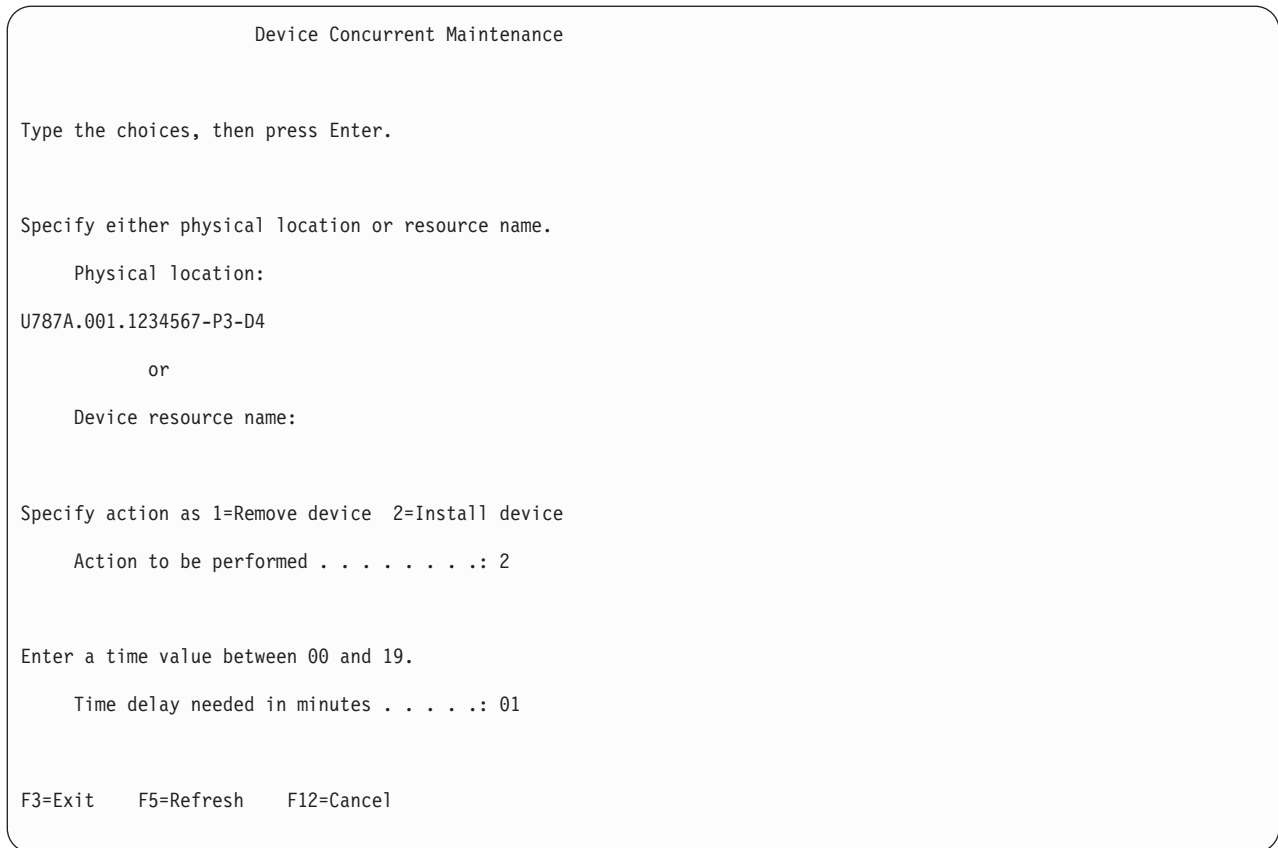 Device Concurrent Maintenance
Type the choices, then press Enter.
Specify either physical location or resource name.
Physical location:
U787A.001.1234567-P3-D4
or
Device resource name:
Specify action as 1=Remove device  2=Install device
Action to be performed . . . . . . . .: 2
Enter a time value between 00 and 19.
Time delay needed in minutes . . . . .: 01
F3=Exit    F5=Refresh    F12=Cancel